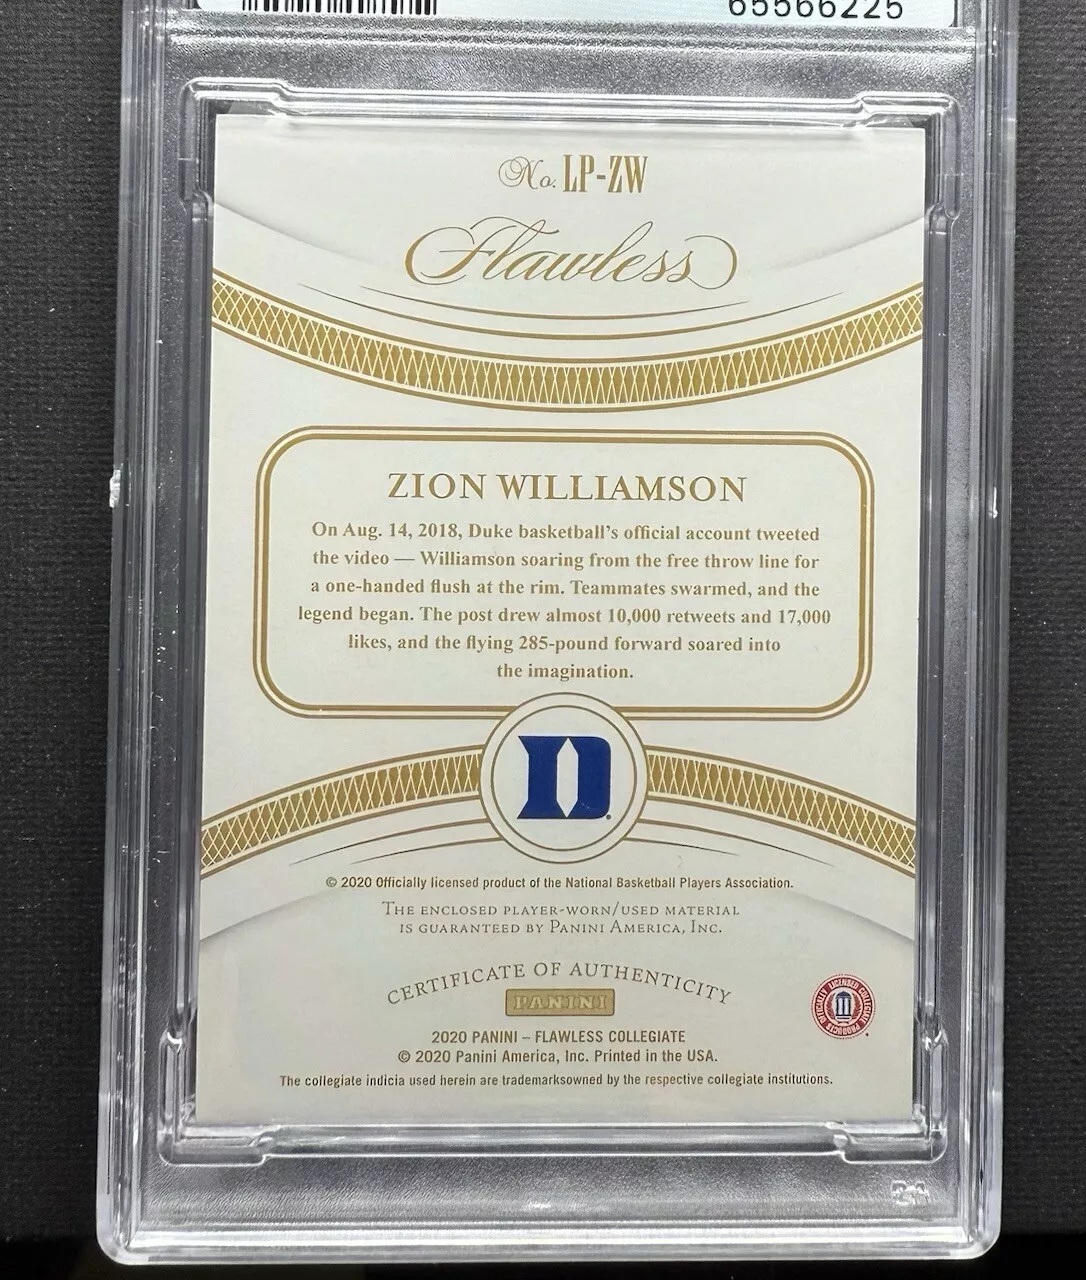 65566225
No. LP-ZW
Flawless
ZION WILLIAMSON
On Aug. 14, 2018, Duke basketball's official account tweeted
the video — Williamson soaring from the free throw line for
a one-handed flush at the rim. Teammates swarmed, and the
legend began. The post drew almost 10,000 retweets and 17,000
likes, and the flying 285-pound forward soared into
the imagination.
D
© 2020 Officially licensed product of the National Basketball Players Association.
THE ENCLOSED PLAYER-WORN/USED MATERIAL
IS GUARANTEED BY PANINI AMERICA, INC.
CERTIFICATE OF AUTHENTICITY
PANINI
OFFICIALLY LICENSED COLLEGIATE PRODUCTS
2020 PANINI – FLAWLESS COLLEGIATE
© 2020 Panini America, Inc. Printed in the USA.
The collegiate indicia used herein are trademarksowned by the respective collegiate institutions.